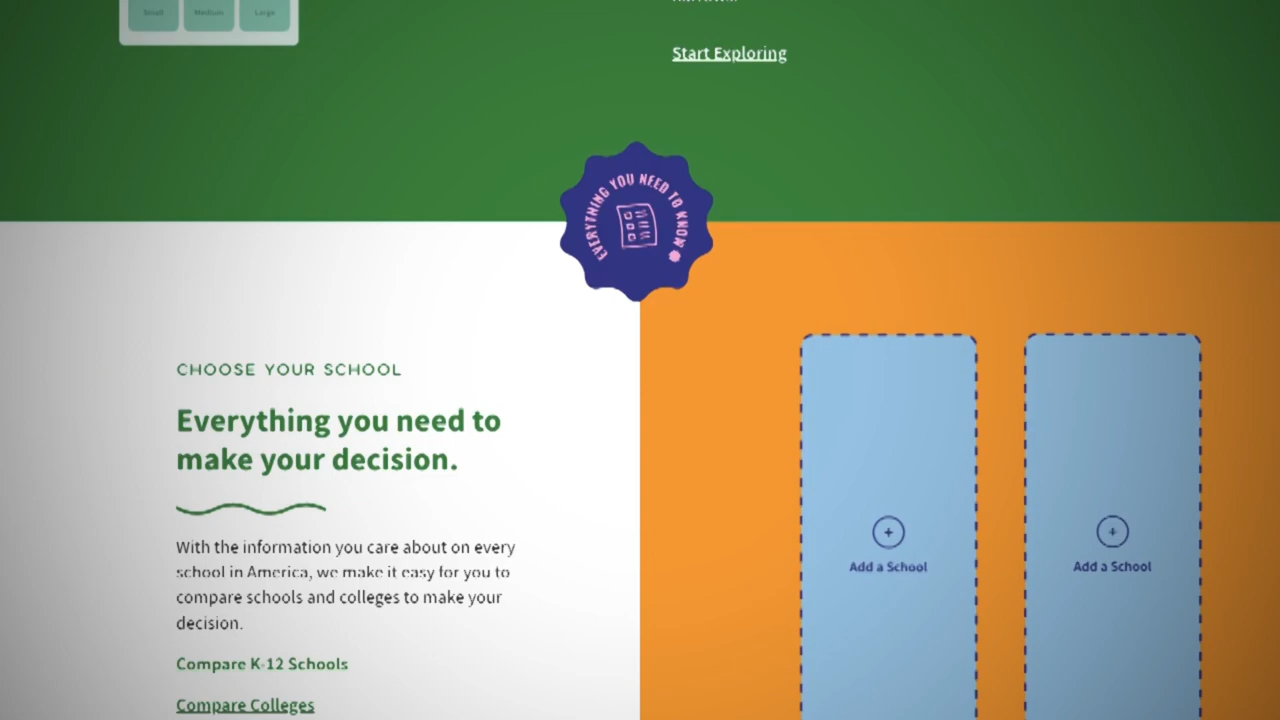 Small Medium Large
Start Exploring
EVERYTHING YOU NEED TO KNOW
CHOOSE YOUR SCHOOL
Everything you need to
make your decision.
With the information you care about on every
school in America, we make it easy for you to
compare schools and colleges to make your
decision.
Compare K-12 Schools
Compare Colleges
Add a School
Add a School